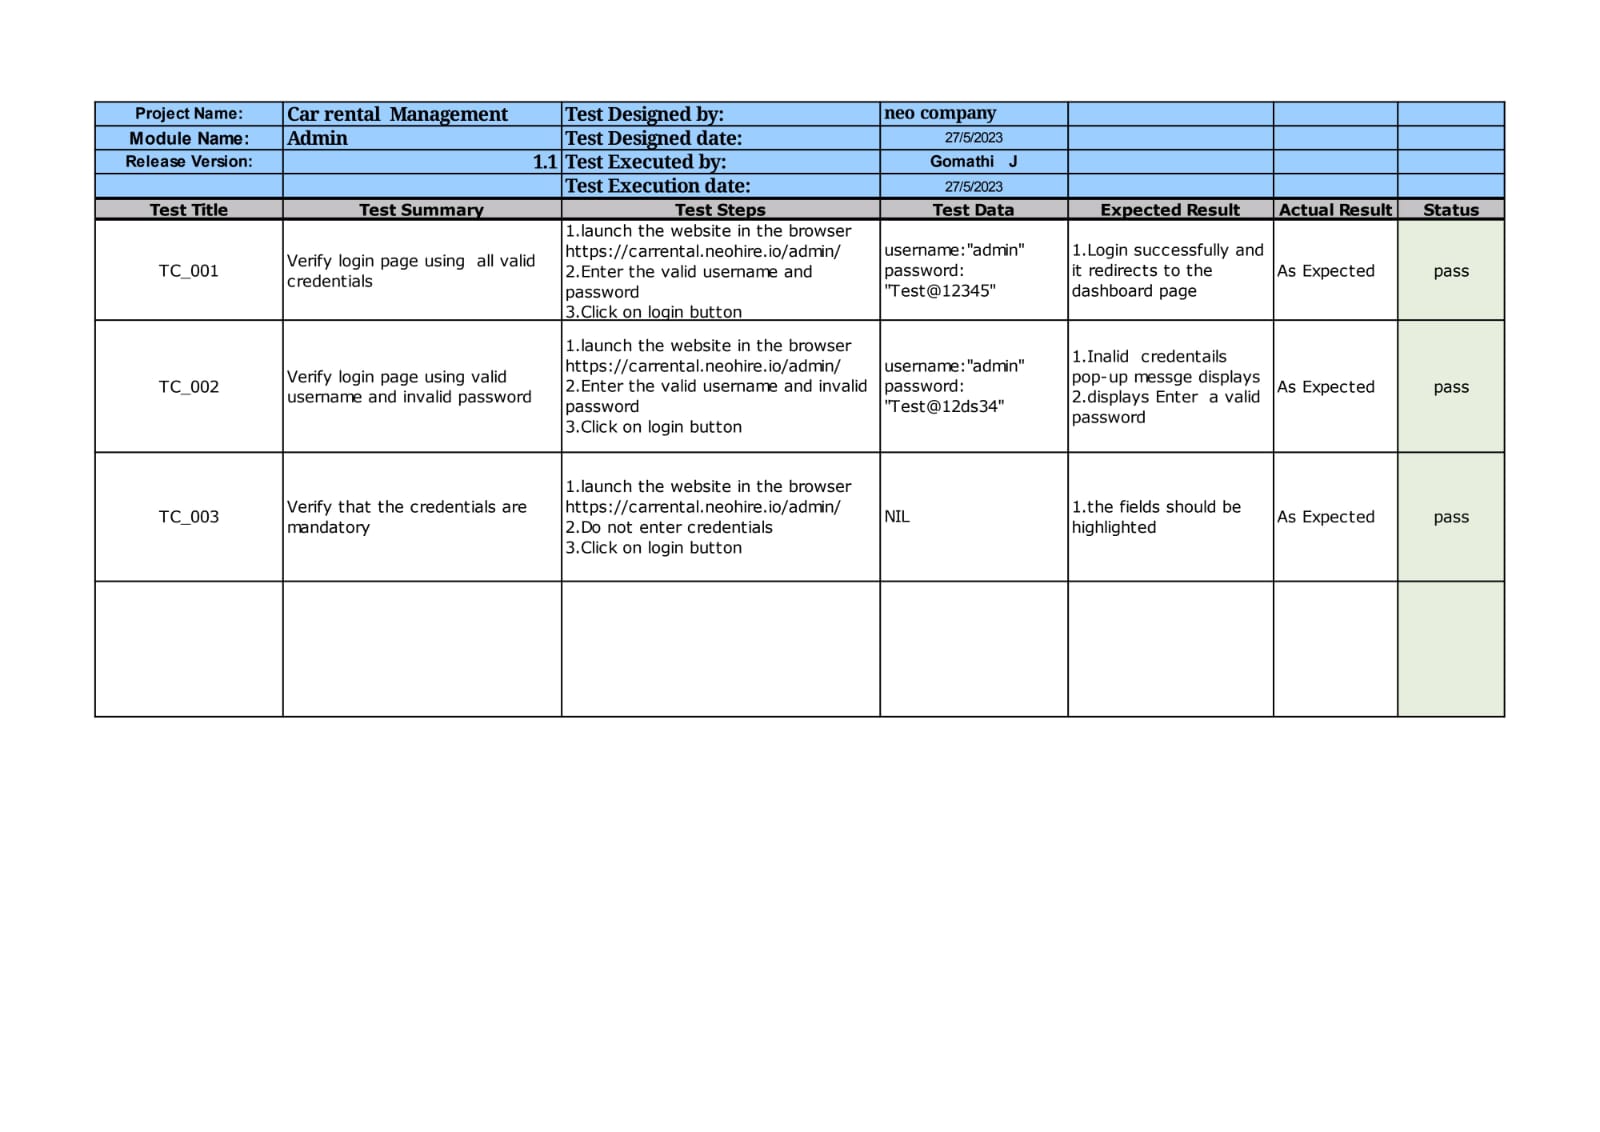 Project Name: Car rental  Management Test Designed by: neo company
Module Name: Admin Test Designed date: 27/5/2023
Release Version: 1.1 Test Executed by: Gomathi   J
Test Execution date: 27/5/2023
Test Title Test Summary Test Steps Test Data Expected Result Actual Result Status
TC_001
Verify login page using  all valid
credentials
1.launch the website in the browser
https://carrental.neohire.io/admin/
2.Enter the valid username and
password
3.Click on login button
username:"admin"
password:
"Test@12345"
1.Login successfully and
it redirects to the
dashboard page
As Expected
pass
TC_002
Verify login page using valid
username and invalid password
1.launch the website in the browser
https://carrental.neohire.io/admin/
2.Enter the valid username and invalid
password
3.Click on login button
username:"admin"
password:
"Test@12ds34"
1.Inalid  credentails
pop-up messge displays
2.displays Enter  a valid
password
As Expected
pass
TC_003
Verify that the credentials are
mandatory
1.launch the website in the browser
https://carrental.neohire.io/admin/
2.Do not enter credentials
3.Click on login button
NIL
1.the fields should be
highlighted
As Expected
pass